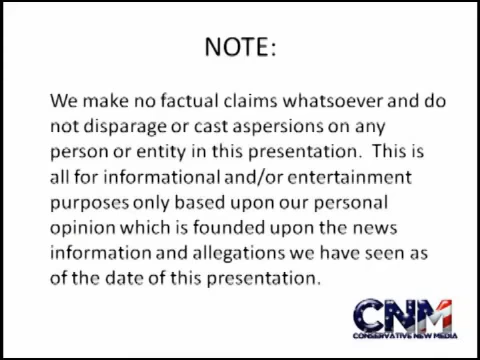 NOTE:
We make no factual claims whatsoever and do
not disparage or cast aspersions on any
person or entity in this presentation.  This is
all for informational and/or entertainment
purposes only based upon our personal
opinion which is founded upon the news
information and allegations we have seen as
of the date of this presentation.
CNM
CONSERVATIVE NEW MEDIA